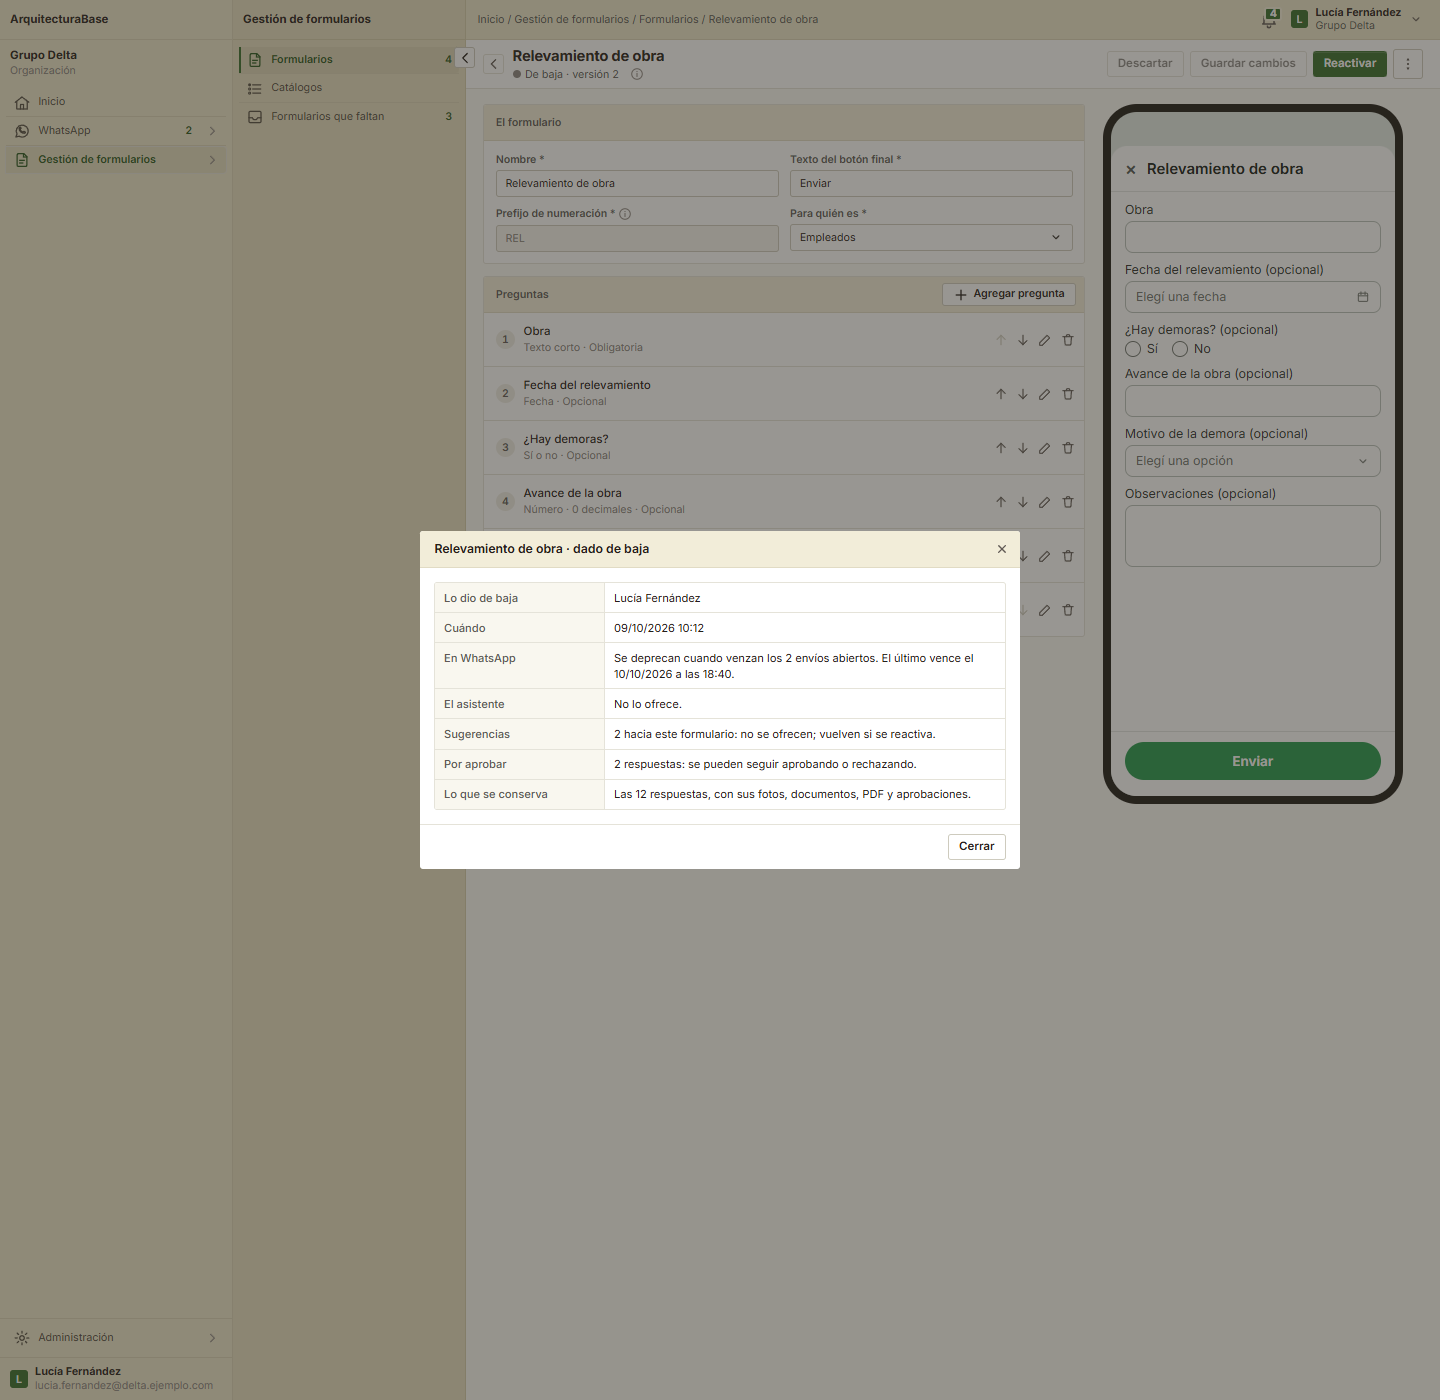 ArquitecturaBase
Grupo Delta
Organización
Inicio
WhatsApp 2
Gestión de formularios
Administración
L Lucía Fernández
lucia.fernandez@delta.ejemplo.com
Gestión de formularios
Formularios 4
Catálogos
Formularios que faltan 3
Inicio / Gestión de formularios / Formularios / Relevamiento de obra
4
L Lucía Fernández
Grupo Delta
Relevamiento de obra
De baja · versión 2
Descartar
Guardar cambios
Reactivar
El formulario
Nombre *
Relevamiento de obra
Texto del botón final *
Enviar
Prefijo de numeración *
REL
Para quién es *
Empleados
Preguntas
Agregar pregunta
1 Obra
Texto corto · Obligatoria
2 Fecha del relevamiento
Fecha · Opcional
3 ¿Hay demoras?
Sí o no · Opcional
4 Avance de la obra
Número · 0 decimales · Opcional
Relevamiento de obra · dado de baja
Lo dio de baja Lucía Fernández
Cuándo 09/10/2026 10:12
En WhatsApp Se deprecan cuando venzan los 2 envíos abiertos. El último vence el
10/10/2026 a las 18:40.
El asistente No lo ofrece.
Sugerencias 2 hacia este formulario: no se ofrecen; vuelven si se reactiva.
Por aprobar 2 respuestas: se pueden seguir aprobando o rechazando.
Lo que se conserva Las 12 respuestas, con sus fotos, documentos, PDF y aprobaciones.
Cerrar
Relevamiento de obra
Obra
Fecha del relevamiento (opcional)
Elegí una fecha
¿Hay demoras? (opcional)
Sí No
Avance de la obra (opcional)
Motivo de la demora (opcional)
Elegí una opción
Observaciones (opcional)
Enviar